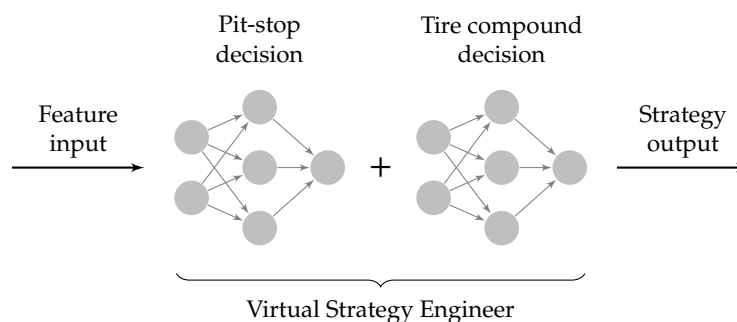 Pit-stop
decision
Tire compound
decision
Feature
input
+
Strategy
output
Virtual Strategy Engineer